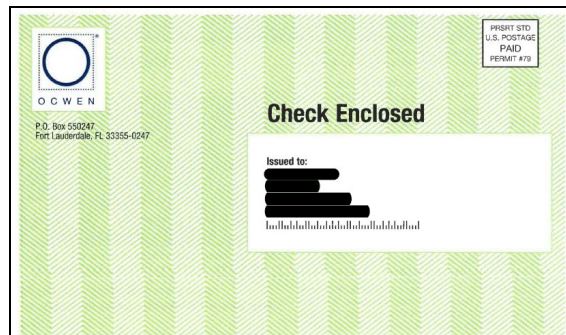 PRSRT STD
U.S. POSTAGE
PAID
PERMIT #79
OCWEN
P.O. Box 550247
Fort Lauderdale, FL 33355-0247
Check Enclosed
Issued to: